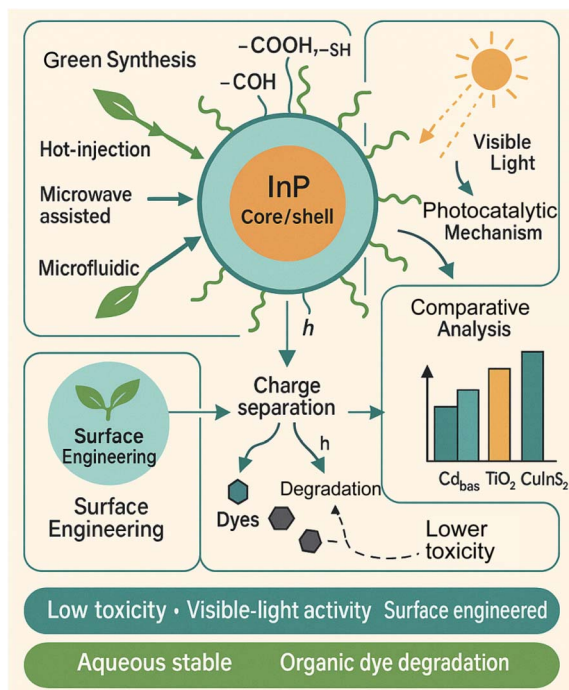 Green Synthesis
–COOH,–SH
–COH
Hot-injection
Microwave
assisted
Microfluidic
InP
Core/shell
h
Visible
Light
Photocatalytic
Mechanism
Comparative
Analysis
Cdbas TiO2 CuInS2
Surface
Engineering
Surface
Engineering
Charge
separation
h
Degradation
Dyes
Lower
toxicity
Low toxicity • Visible-light activity Surface engineered
Aqueous stable Organic dye degradation